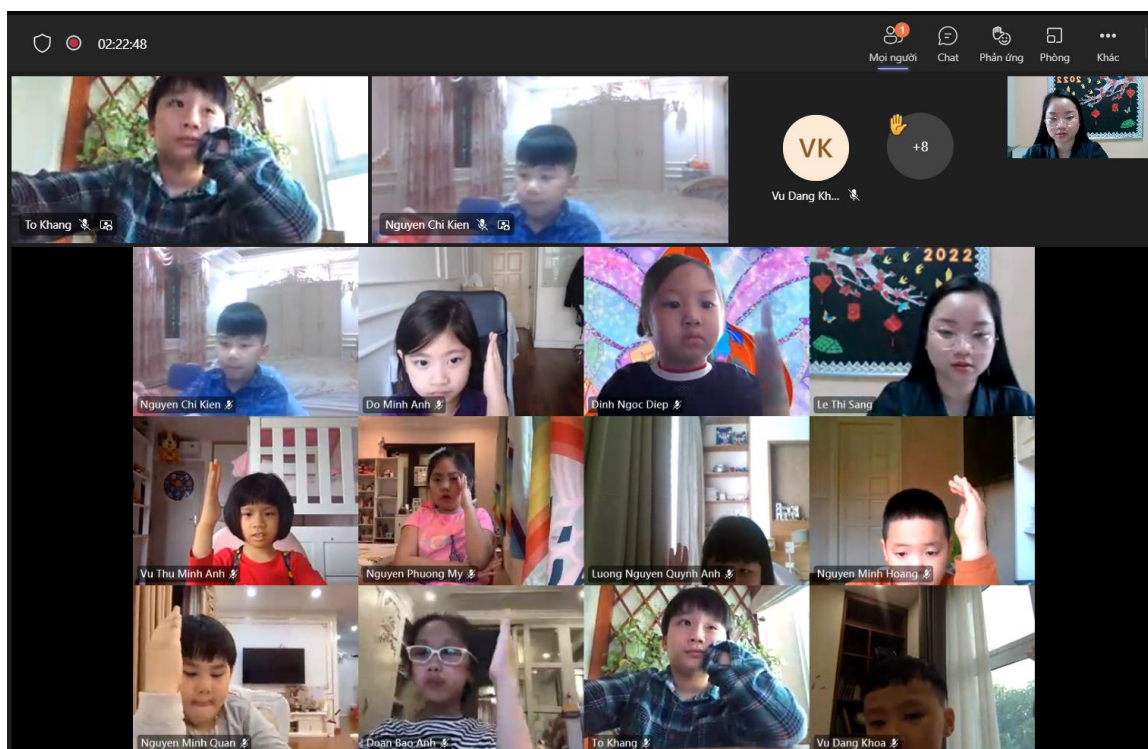 02:22:48
1
Mọi người
Chat
Phản ứng
Phòng
Khác
To Khang
Nguyen Chi Kien
VK
Vu Dang Kh...
+8
2022
2022
Nguyen Chi Kien
Do Minh Anh
Dinh Ngoc Diep
Le Thi Sang
Vu Thu Minh Anh
Nguyen Phuong My
Luong Nguyen Quynh Anh
Nguyen Minh Hoang
Nguyen Minh Quan
Doan Bao Anh
To Khang
Vu Dang Khoa